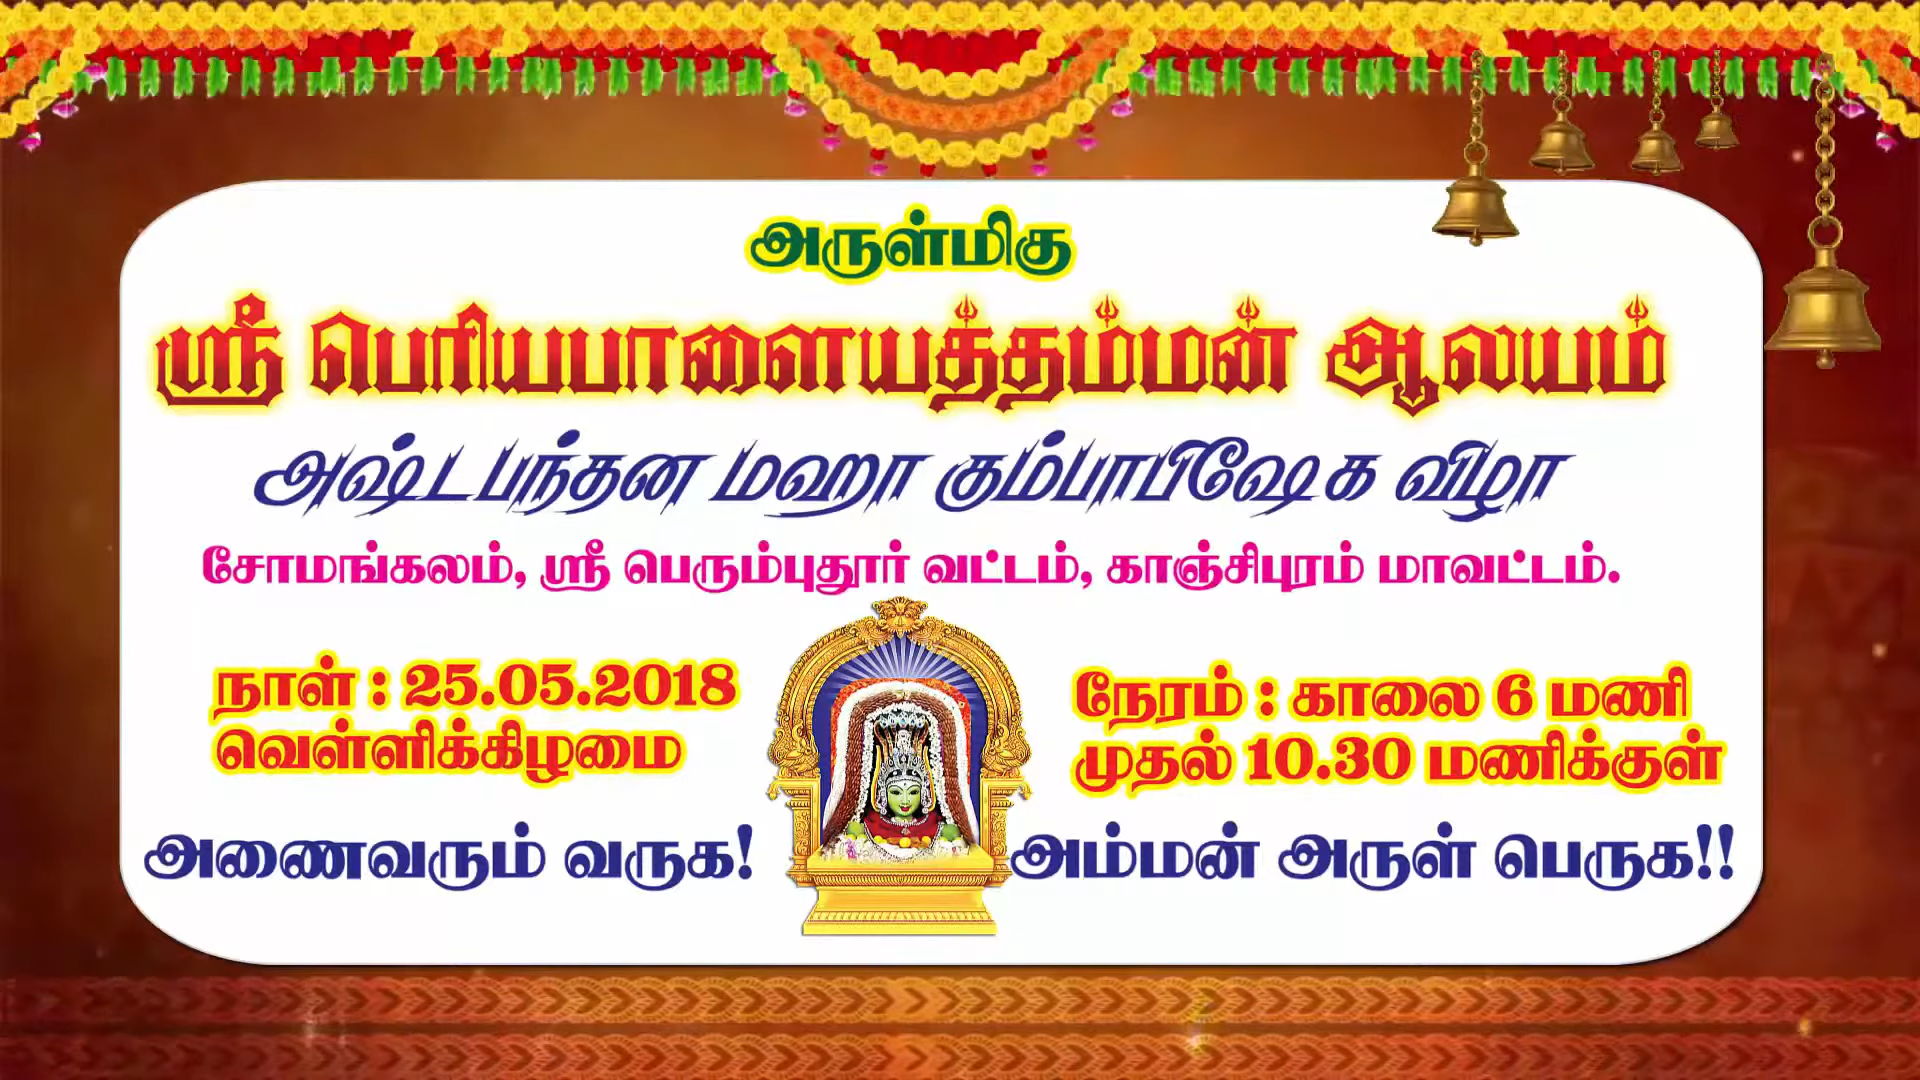 அருள்மிகு
ஸ்ரீ பெரியபாளையத்தம்மன் ஆலயம்
அஷ்டபந்தன மஹா கும்பாபிஷேக விழா
சோமங்கலம், ஸ்ரீ பெரும்புதூர் வட்டம், காஞ்சிபுரம் மாவட்டம்.
நாள் : 25.05.2018
வெள்ளிக்கிழமை
நேரம் : காலை 6 மணி
முதல் 10.30 மணிக்குள்
அணைவரும் வருக!
அம்மன் அருள் பெருக!!